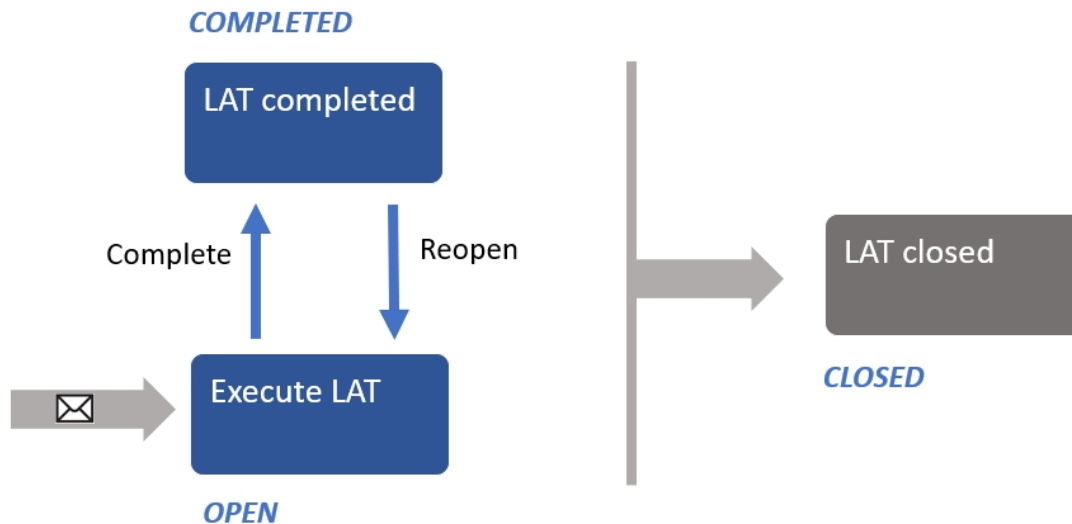 COMPLETED
LAT completed
Complete
Reopen
Execute LAT
OPEN
LAT closed
CLOSED